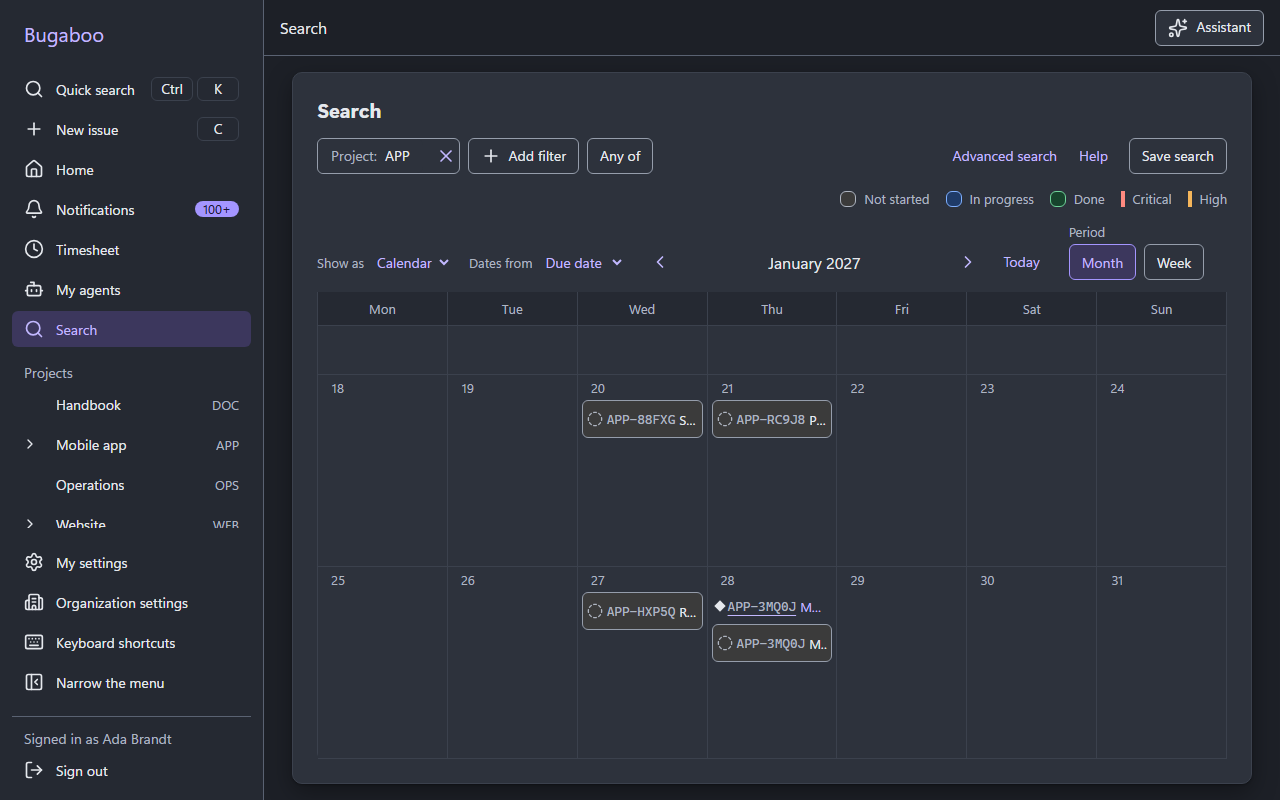 Bugaboo
Quick search Ctrl K
New issue C
Home
Notifications 100+
Timesheet
My agents
Search
Projects
Handbook DOC
Mobile app APP
Operations OPS
Website WEB
My settings
Organization settings
Keyboard shortcuts
Narrow the menu
Signed in as Ada Brandt
Sign out
Search
Assistant
Search
Project: APP Add filter Any of Advanced search Help Save search
Not started In progress Done Critical High
Period
Show as Calendar Dates from Due date January 2027 Today Month Week
Mon Tue Wed Thu Fri Sat Sun
18 19 20 21 22 23 24
APP-88FXG S... APP-RC9J8 P...
25 26 27 28 29 30 31
APP-HXP5Q R... APP-3MQ0J M...
APP-3MQ0J M...